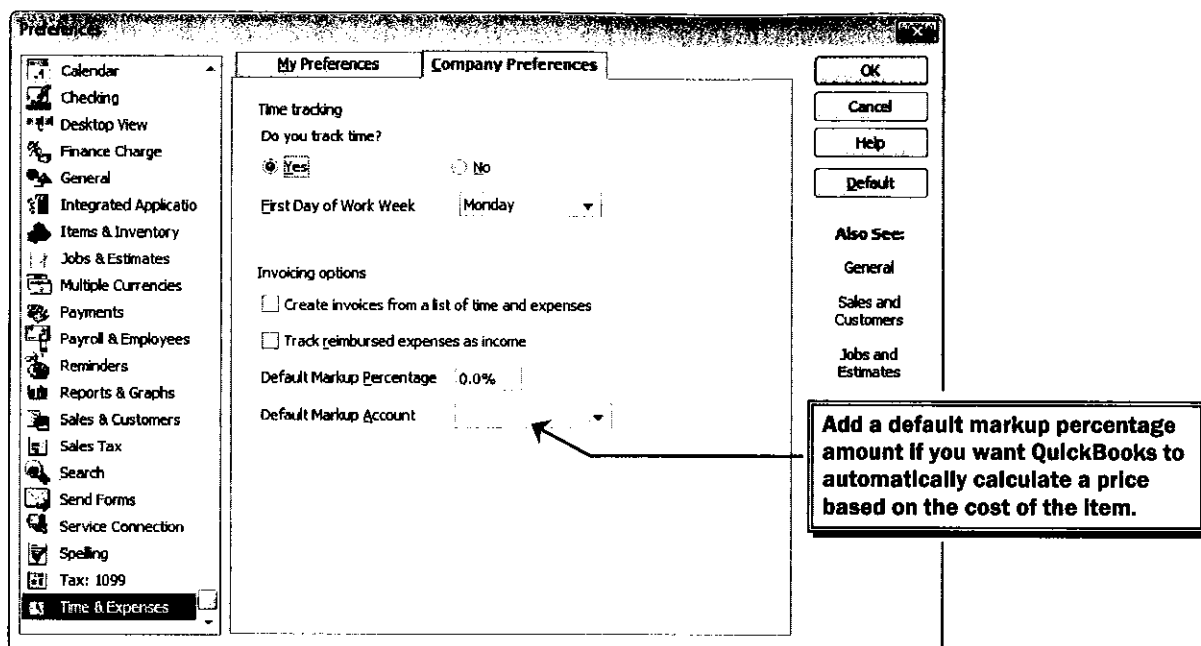 Preferences
Calendar
Checking
Desktop View
Finance Charge
General
Integrated Applicatio
Items & Inventory
Jobs & Estimates
Multiple Currencies
Payments
Payroll & Employees
Reminders
Reports & Graphs
Sales & Customers
Sales Tax
Search
Send Forms
Service Connection
Spelling
Tax: 1099
Time & Expenses
My Preferences
Company Preferences
Time tracking
Do you track time?
Yes
No
First Day of Work Week
Monday
Invoicing options
Create invoices from a list of time and expenses
Track reimbursed expenses as income
Default Markup Percentage
0.0%
Default Markup Account
OK
Cancel
Help
Default
Also See:
General
Sales and
Customers
Jobs and
Estimates
Add a default markup percentage
amount if you want QuickBooks to
automatically calculate a price
based on the cost of the item.